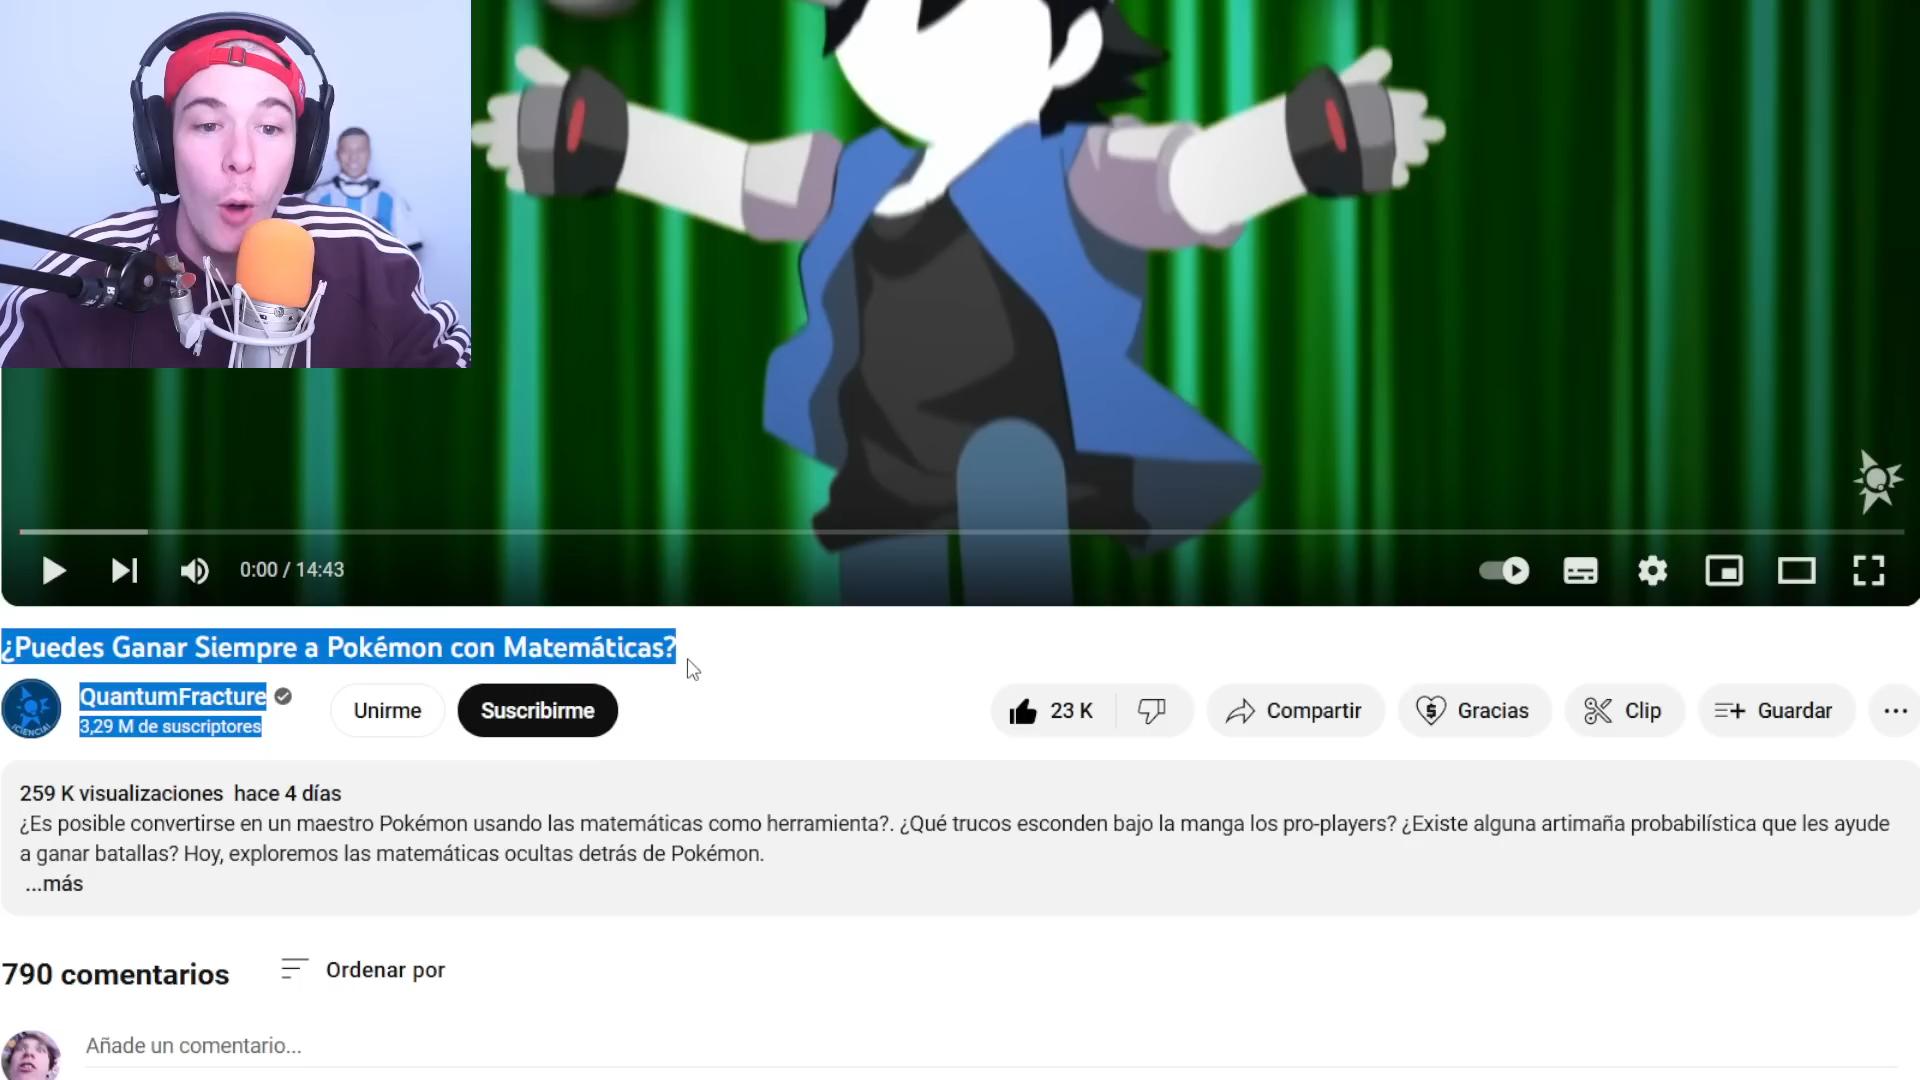 0:00 / 14:43
¿Puedes Ganar Siempre a Pokémon con Matemáticas?
QuantumFracture
3,29 M de suscriptores
¡CIENCIA!
Unirme
Suscribirme
23 K
Compartir
Gracias
Clip
Guardar
259 K visualizaciones hace 4 días
¿Es posible convertirse en un maestro Pokémon usando las matemáticas como herramienta?. ¿Qué trucos esconden bajo la manga los pro-players? ¿Existe alguna artimaña probabilística que les ayude
a ganar batallas? Hoy, exploremos las matemáticas ocultas detrás de Pokémon.
...más
790 comentarios
Ordenar por
Añade un comentario...